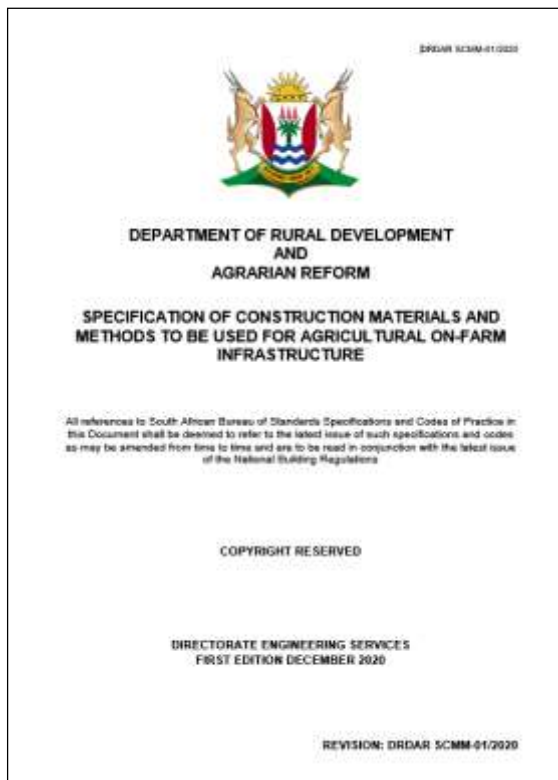 DRDAR SCMM-01/2020
DEPARTMENT OF RURAL DEVELOPMENT
AND
AGRARIAN REFORM
SPECIFICATION OF CONSTRUCTION MATERIALS AND
METHODS TO BE USED FOR AGRICULTURAL ON-FARM
INFRASTRUCTURE
All references to South African Bureau of Standards Specifications and Codes of Practice in
this Document shall be deemed to refer to the latest issue of such specifications and codes
as may be amended from time to time and are to be read in conjunction with the latest issue
of the National Building Regulations
COPYRIGHT RESERVED
DIRECTORATE ENGINEERING SERVICES
FIRST EDITION DECEMBER 2020
REVISION: DRDAR SCMM-01/2020